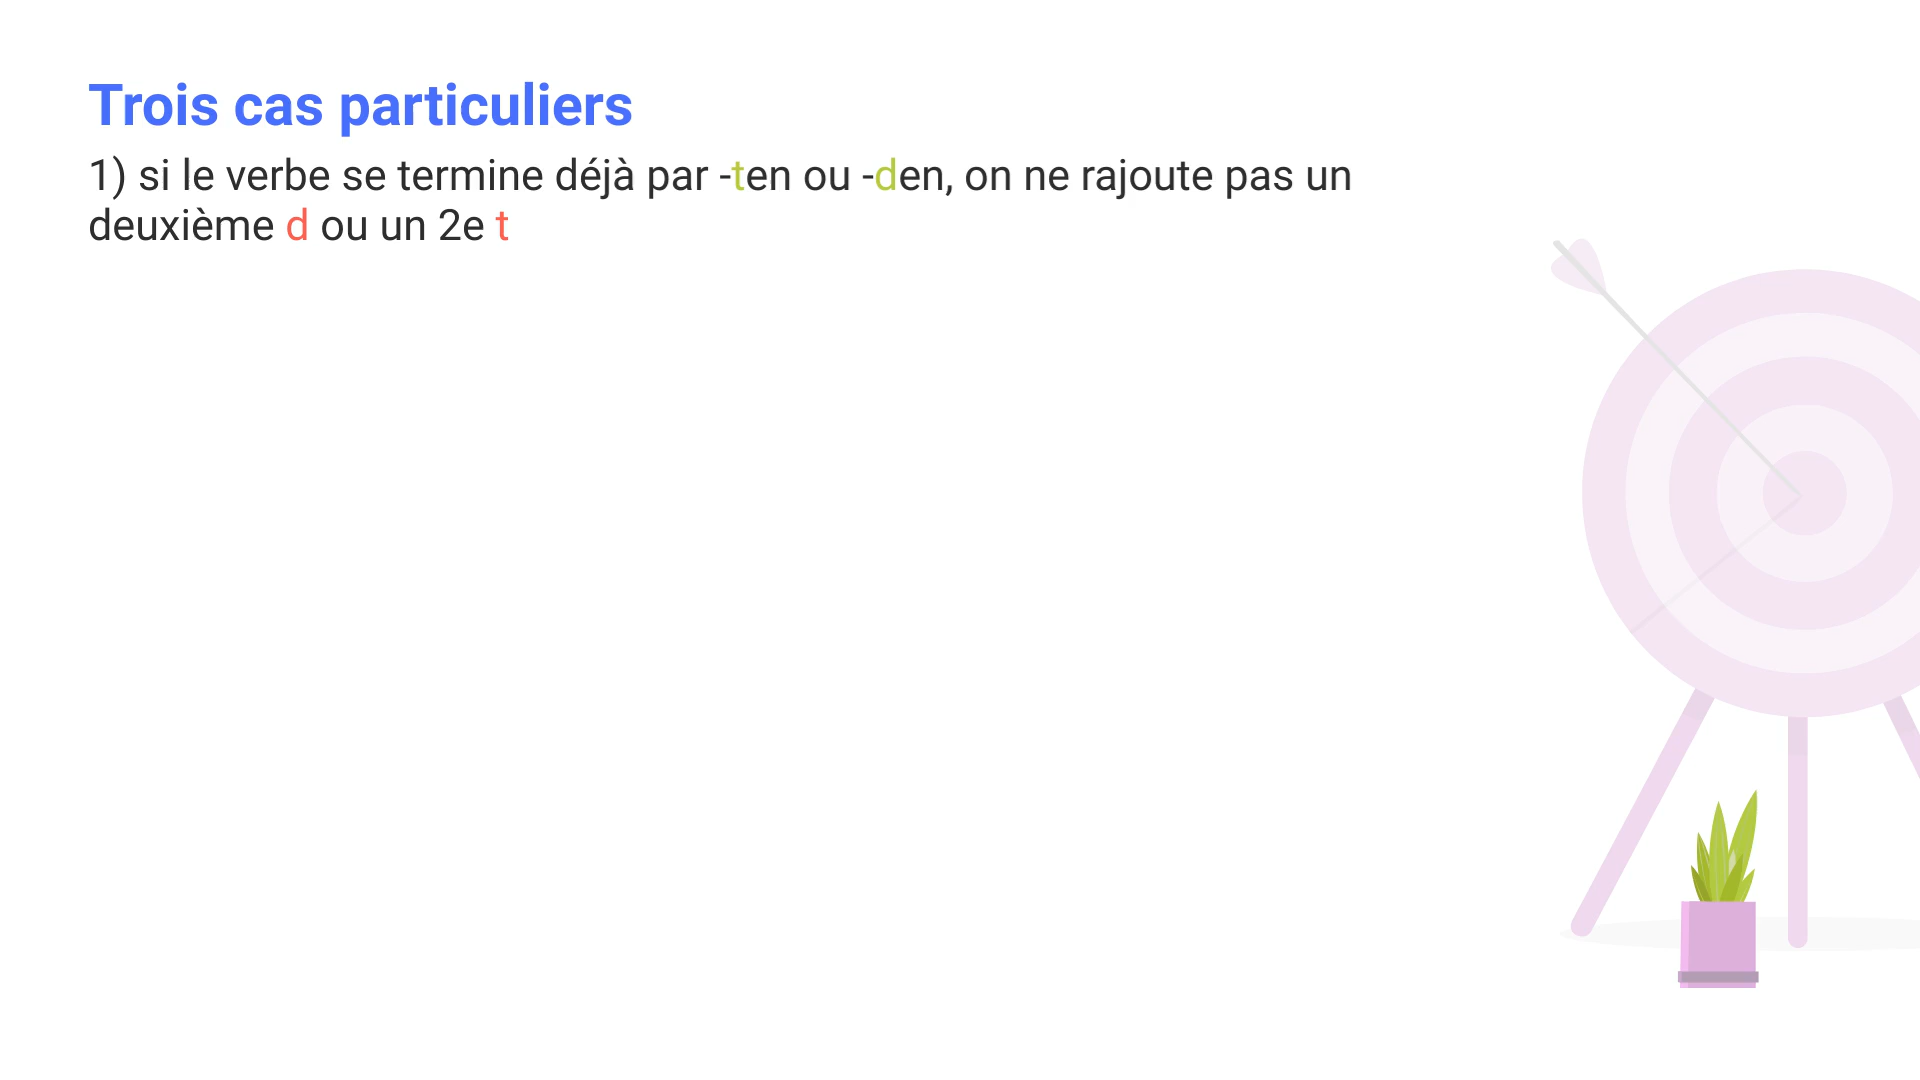 Trois cas particuliers
1) si le verbe se termine déjà par -ten ou -den, on ne rajoute pas un
deuxième d ou un 2e t